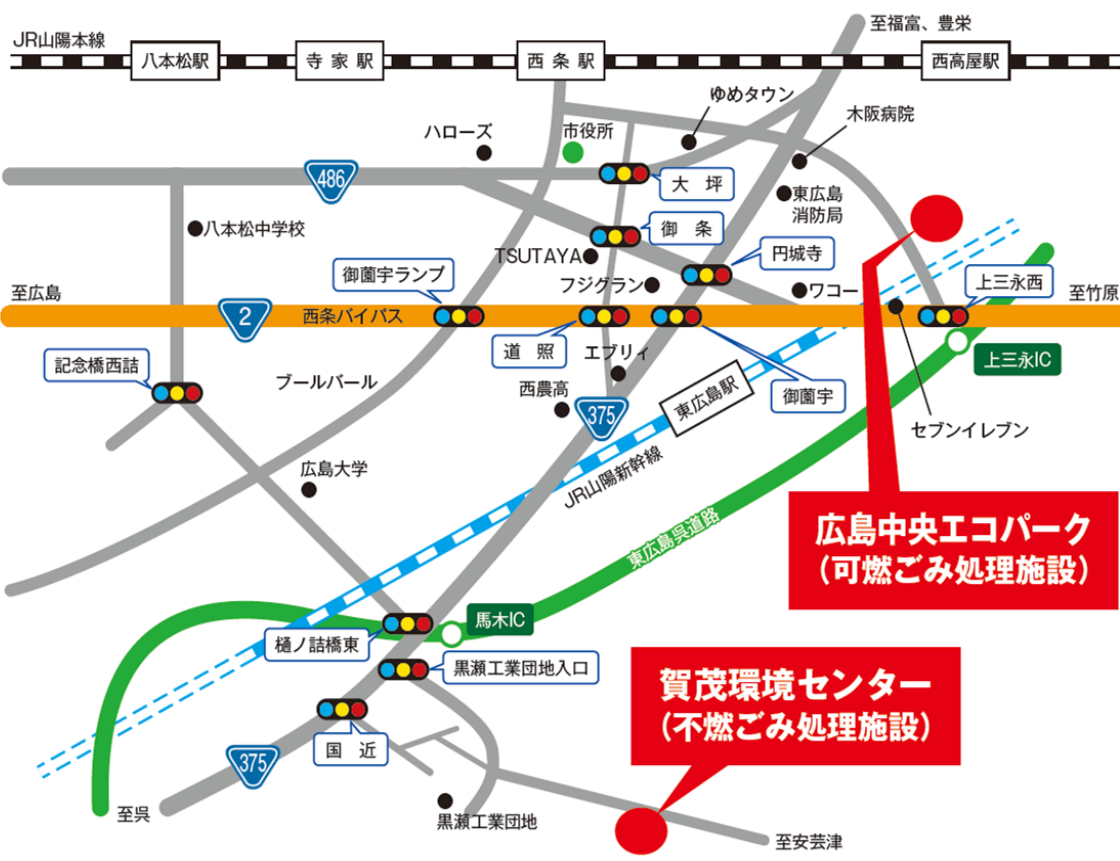 至福富、豊栄
JR山陽本線
八本松駅
寺家駅
西条駅
西高屋駅
ゆめタウン
木阪病院
ハローズ
市役所
486
大 坪
東広島
消防局
八本松中学校
御 条
TSUTAYA
円城寺
御薗宇ランプ
フジグラン
ワコー
上三永西
至広島
至竹原
2
西条バイパス
道 照
エブリィ
記念橋西詰
ブールバール
西農高
375
東広島駅
御薗宇
上三永IC
セブンイレブン
広島大学
JR山陽新幹線
東広島呉道路
広島中央エコパーク
（可燃ごみ処理施設）
馬木IC
樋ノ詰橋東
黒瀬工業団地入口
賀茂環境センター
（不燃ごみ処理施設）
国 近
375
至呉
黒瀬工業団地
至安芸津